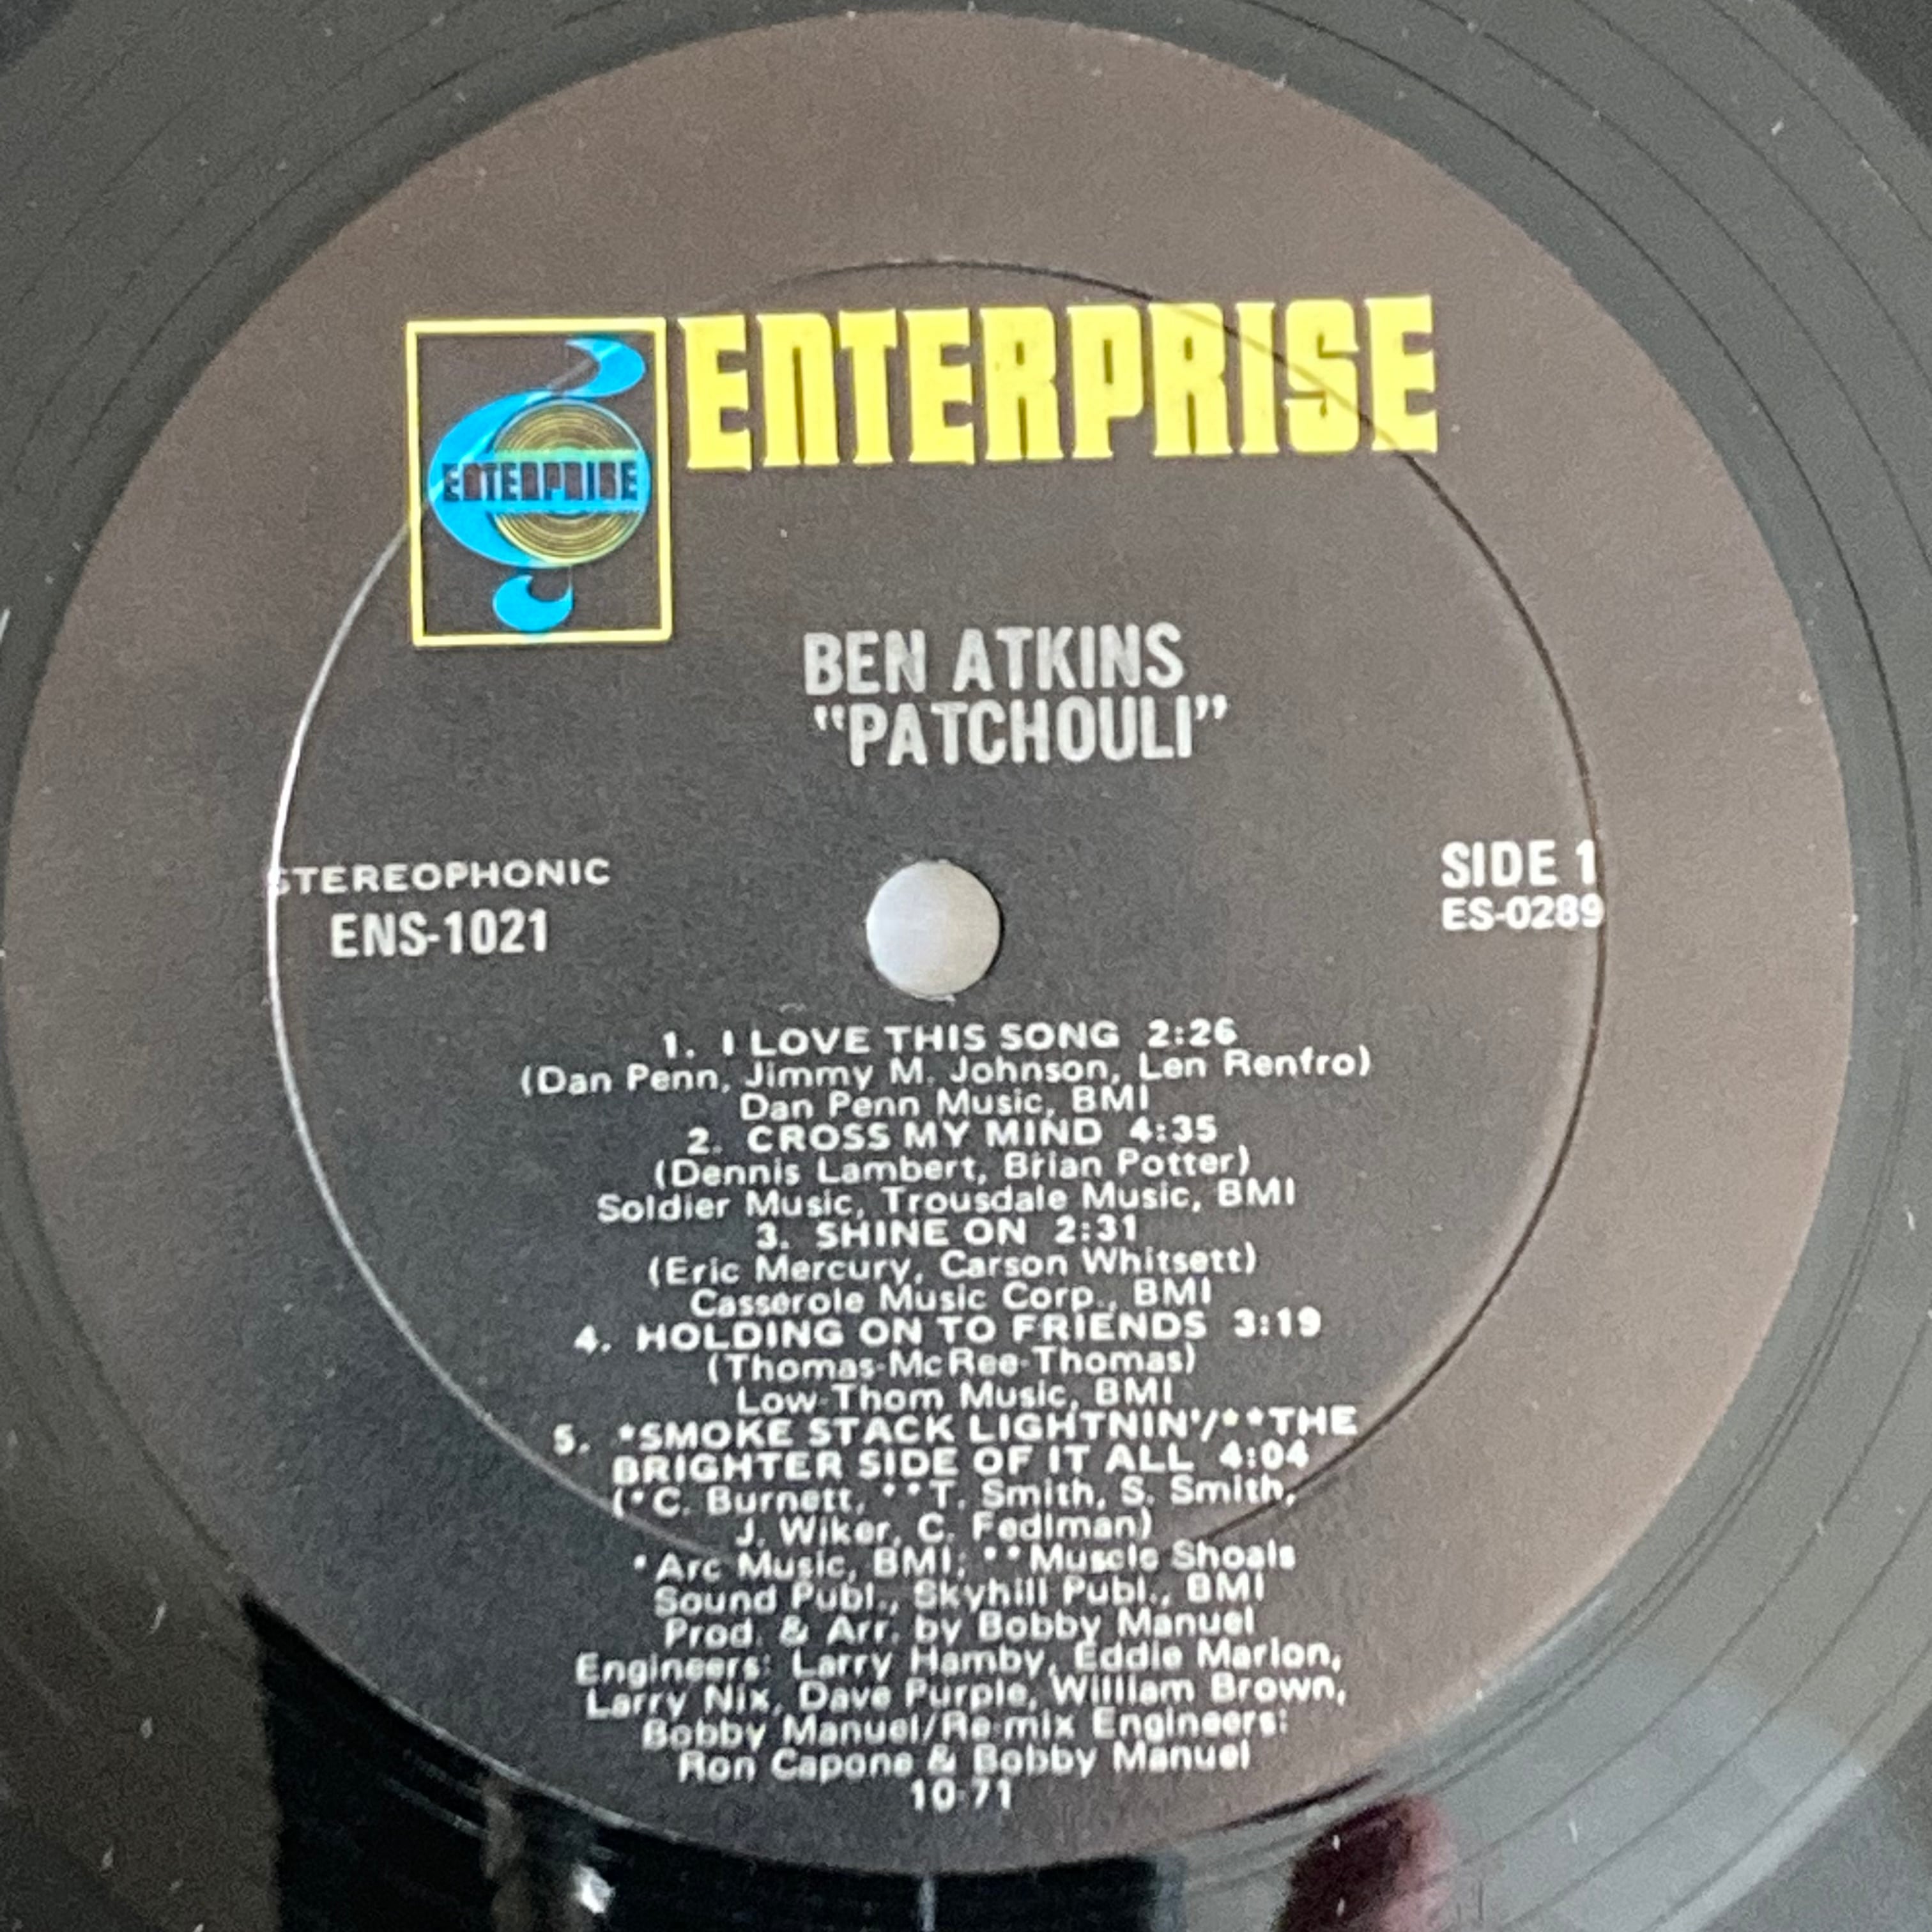 ENTERPRISE
ENTERPRISE
BEN ATKINS
"PATCHOULI"
STEREOPHONIC
ENS-1021
SIDE 1
ES-0289
1. I LOVE THIS SONG 2:26
(Dan Penn, Jimmy M. Johnson, Len Renfro)
Dan Penn Music, BMI
2. CROSS MY MIND 4:35
(Dennis Lambert, Brian Potter)
Soldier Music, Trousdale Music, BMI
3. SHINE ON 2:31
(Eric Mercury, Carson Whitsett)
Casserole Music Corp., BMI
4. HOLDING ON TO FRIENDS 3:19
(Thomas-McRee-Thomas)
Low-Thom Music, BMI
5. *SMOKE STACK LIGHTNIN'/**THE
BRIGHTER SIDE OF IT ALL 4:04
(*C. Burnett, **T. Smith, S. Smith,
J. Wiker, C. Fedlman)
*Arc Music, BMI; **Muscle Shoals
Sound Publ., Skyhill Publ., BMI
Prod. & Arr. by Bobby Manuel
Engineers: Larry Hamby, Eddie Marion,
Larry Nix, Dave Purple, William Brown,
Bobby Manuel/Re-mix Engineers:
Ron Capone & Bobby Manuel
10-71